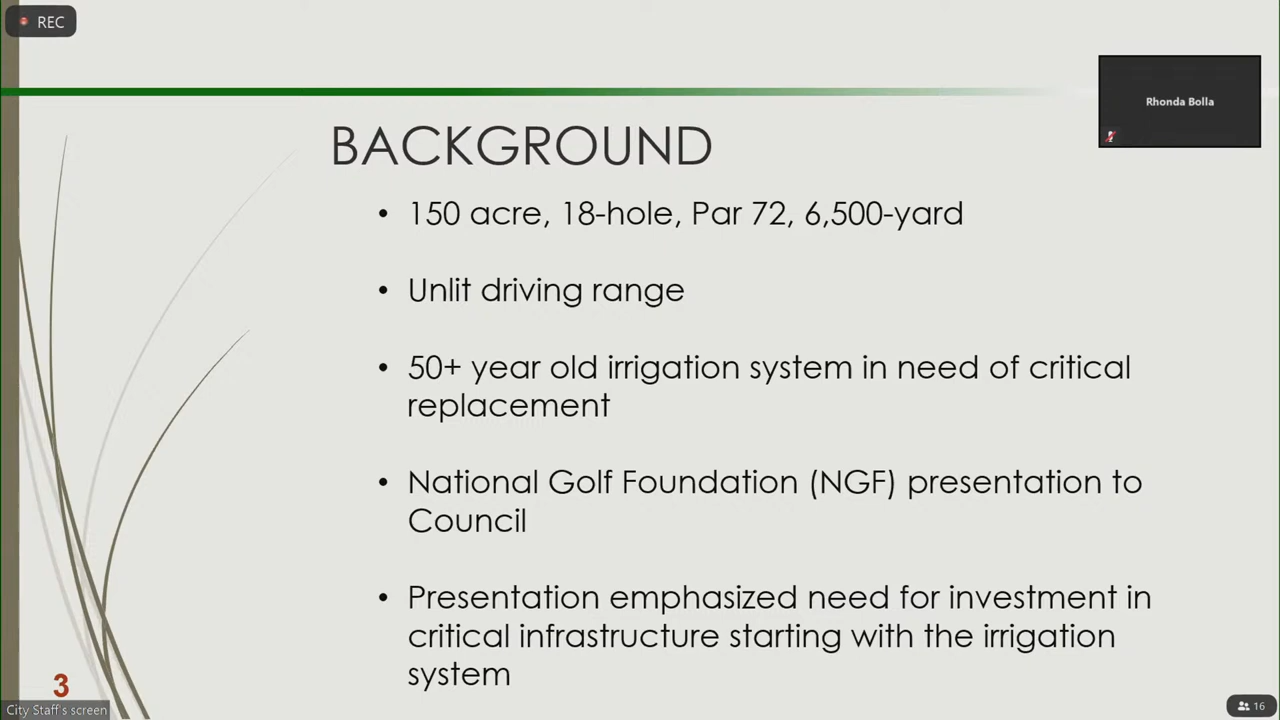 REC
Rhonda Bolla
BACKGROUND
• 150 acre, 18-hole, Par 72, 6,500-yard
• Unlit driving range
• 50+ year old irrigation system in need of critical
replacement
• National Golf Foundation (NGF) presentation to
Council
• Presentation emphasized need for investment in
critical infrastructure starting with the irrigation
system
3
City Staff's screen
16